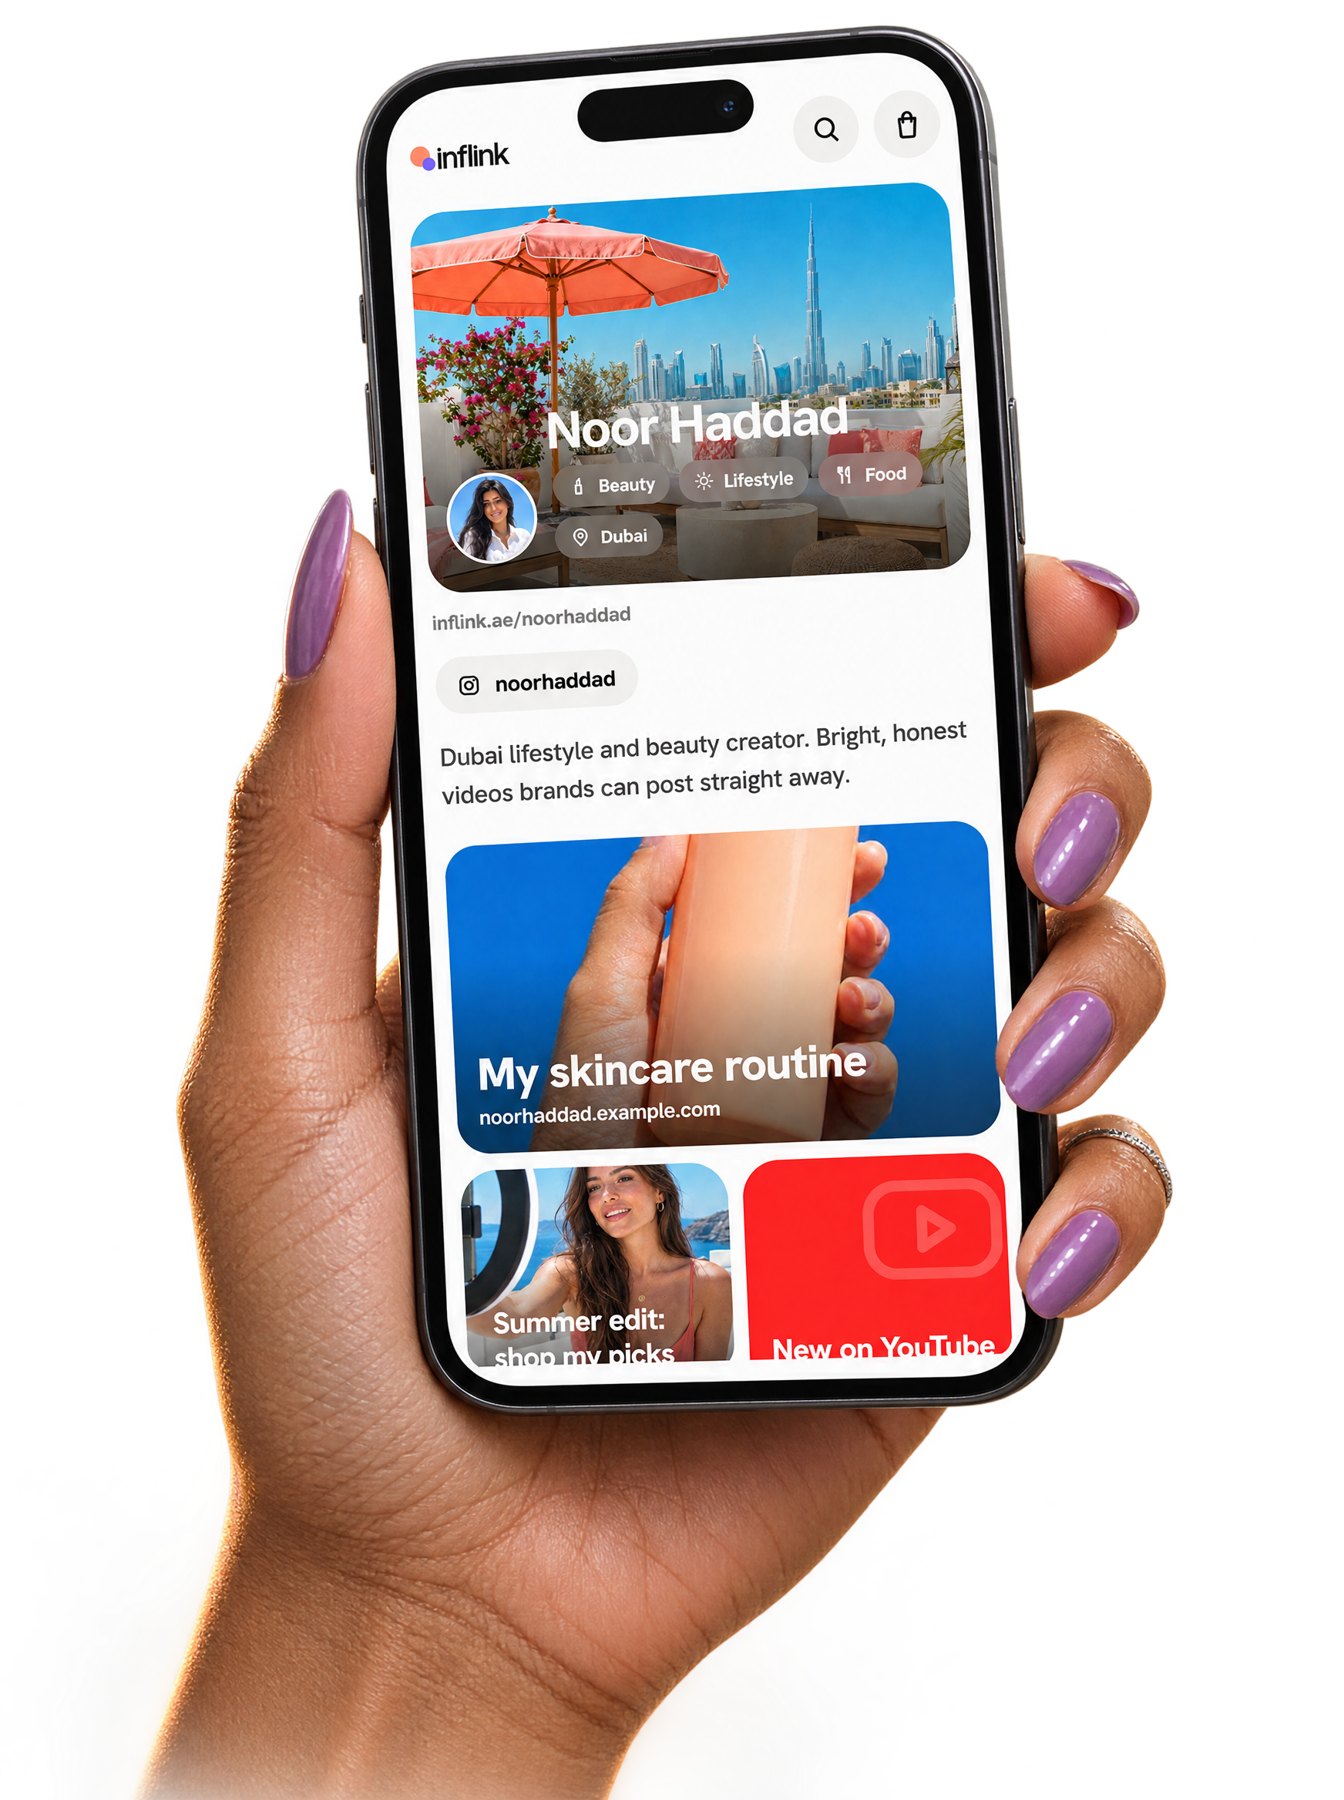 inflink
Noor Haddad
Beauty
Lifestyle
Food
Dubai
inflink.ae/noorhaddad
noorhaddad
Dubai lifestyle and beauty creator. Bright, honest
videos brands can post straight away.
My skincare routine
noorhaddad.example.com
Summer edit:
shop my picks
New on YouTube